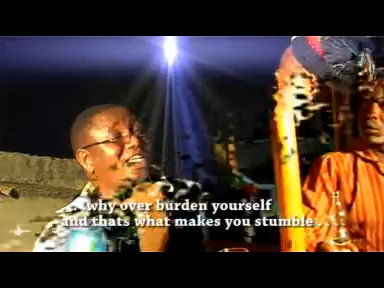 . . why over burden yourself
and thats what makes you stumble . .